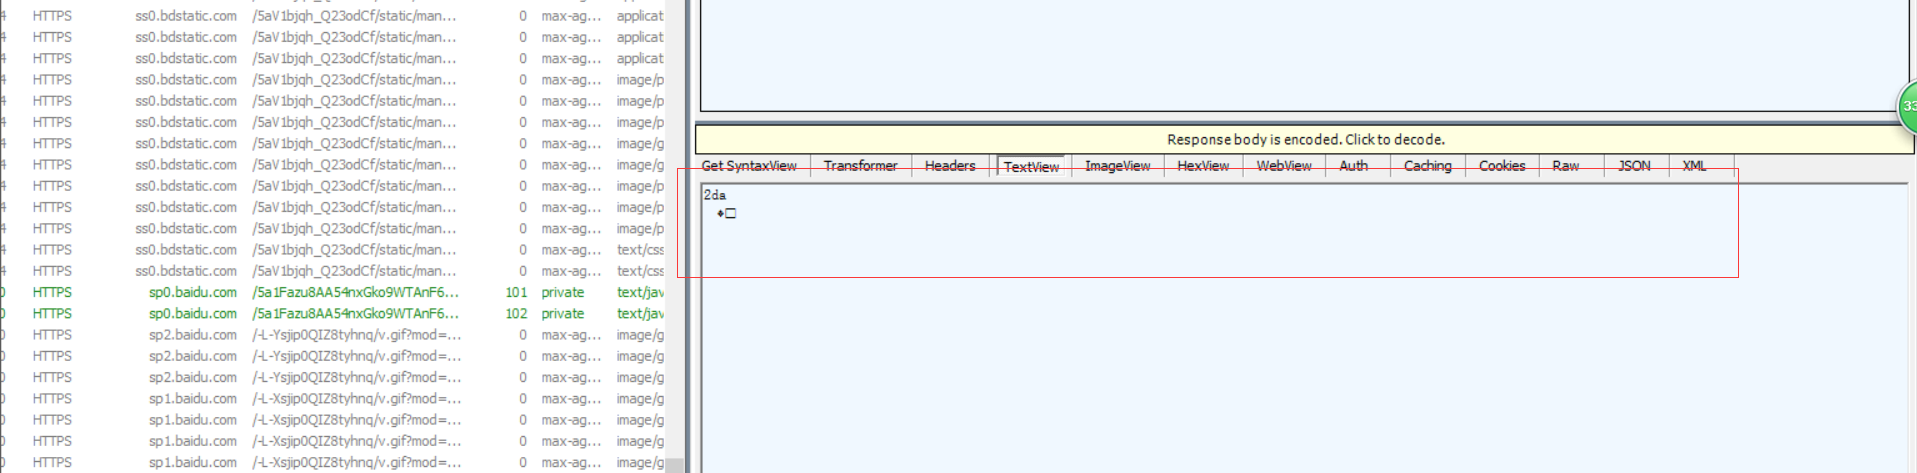 4 HTTPS ss0.bdstatic.com /5aV1bjqh_Q23odCf/static/man... 0 max-ag... applicat
4 HTTPS ss0.bdstatic.com /5aV1bjqh_Q23odCf/static/man... 0 max-ag... applicat
4 HTTPS ss0.bdstatic.com /5aV1bjqh_Q23odCf/static/man... 0 max-ag... applicat
4 HTTPS ss0.bdstatic.com /5aV1bjqh_Q23odCf/static/man... 0 max-ag... image/p
4 HTTPS ss0.bdstatic.com /5aV1bjqh_Q23odCf/static/man... 0 max-ag... image/p
4 HTTPS ss0.bdstatic.com /5aV1bjqh_Q23odCf/static/man... 0 max-ag... image/p
4 HTTPS ss0.bdstatic.com /5aV1bjqh_Q23odCf/static/man... 0 max-ag... image/g
4 HTTPS ss0.bdstatic.com /5aV1bjqh_Q23odCf/static/man... 0 max-ag... image/g
4 HTTPS ss0.bdstatic.com /5aV1bjqh_Q23odCf/static/man... 0 max-ag... image/p
4 HTTPS ss0.bdstatic.com /5aV1bjqh_Q23odCf/static/man... 0 max-ag... image/p
4 HTTPS ss0.bdstatic.com /5aV1bjqh_Q23odCf/static/man... 0 max-ag... image/p
4 HTTPS ss0.bdstatic.com /5aV1bjqh_Q23odCf/static/man... 0 max-ag... text/css
4 HTTPS ss0.bdstatic.com /5aV1bjqh_Q23odCf/static/man... 0 max-ag... text/css
HTTPS sp0.baidu.com /5a1Fazu8AA54nxGko9WTAnF6... 101 private text/jav
HTTPS sp0.baidu.com /5a1Fazu8AA54nxGko9WTAnF6... 102 private text/jav
HTTPS sp2.baidu.com /-L-Ysjip0QIZ8tyhnq/v.gif?mod=... 0 max-ag... image/g
HTTPS sp2.baidu.com /-L-Ysjip0QIZ8tyhnq/v.gif?mod=... 0 max-ag... image/g
HTTPS sp2.baidu.com /-L-Ysjip0QIZ8tyhnq/v.gif?mod=... 0 max-ag... image/g
HTTPS sp1.baidu.com /-L-Xsjip0QIZ8tyhnq/v.gif?mod=... 0 max-ag... image/g
HTTPS sp1.baidu.com /-L-Xsjip0QIZ8tyhnq/v.gif?mod=... 0 max-ag... image/g
HTTPS sp1.baidu.com /-L-Xsjip0QIZ8tyhnq/v.gif?mod=... 0 max-ag... image/g
HTTPS sp1.baidu.com /-L-Xsjip0QIZ8tyhnq/v.gif?mod=... 0 max-ag... image/g
33
Response body is encoded. Click to decode.
Get SyntaxView Transformer Headers TextView ImageView HexView WebView Auth Caching Cookies Raw JSON XML
2da